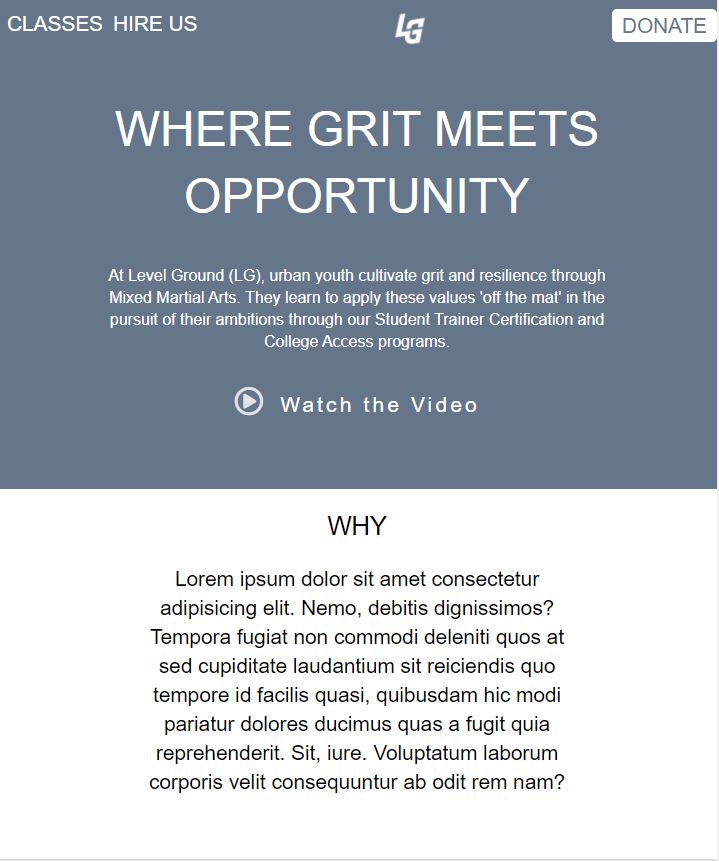 CLASSES HIRE US LG DONATE
WHERE GRIT MEETS
OPPORTUNITY
At Level Ground (LG), urban youth cultivate grit and resilience through
Mixed Martial Arts. They learn to apply these values 'off the mat' in the
pursuit of their ambitions through our Student Trainer Certification and
College Access programs.
Watch the Video
WHY
Lorem ipsum dolor sit amet consectetur
adipisicing elit. Nemo, debitis dignissimos?
Tempora fugiat non commodi deleniti quos at
sed cupiditate laudantium sit reiciendis quo
tempore id facilis quasi, quibusdam hic modi
pariatur dolores ducimus quas a fugit quia
reprehenderit. Sit, iure. Voluptatum laborum
corporis velit consequuntur ab odit rem nam?